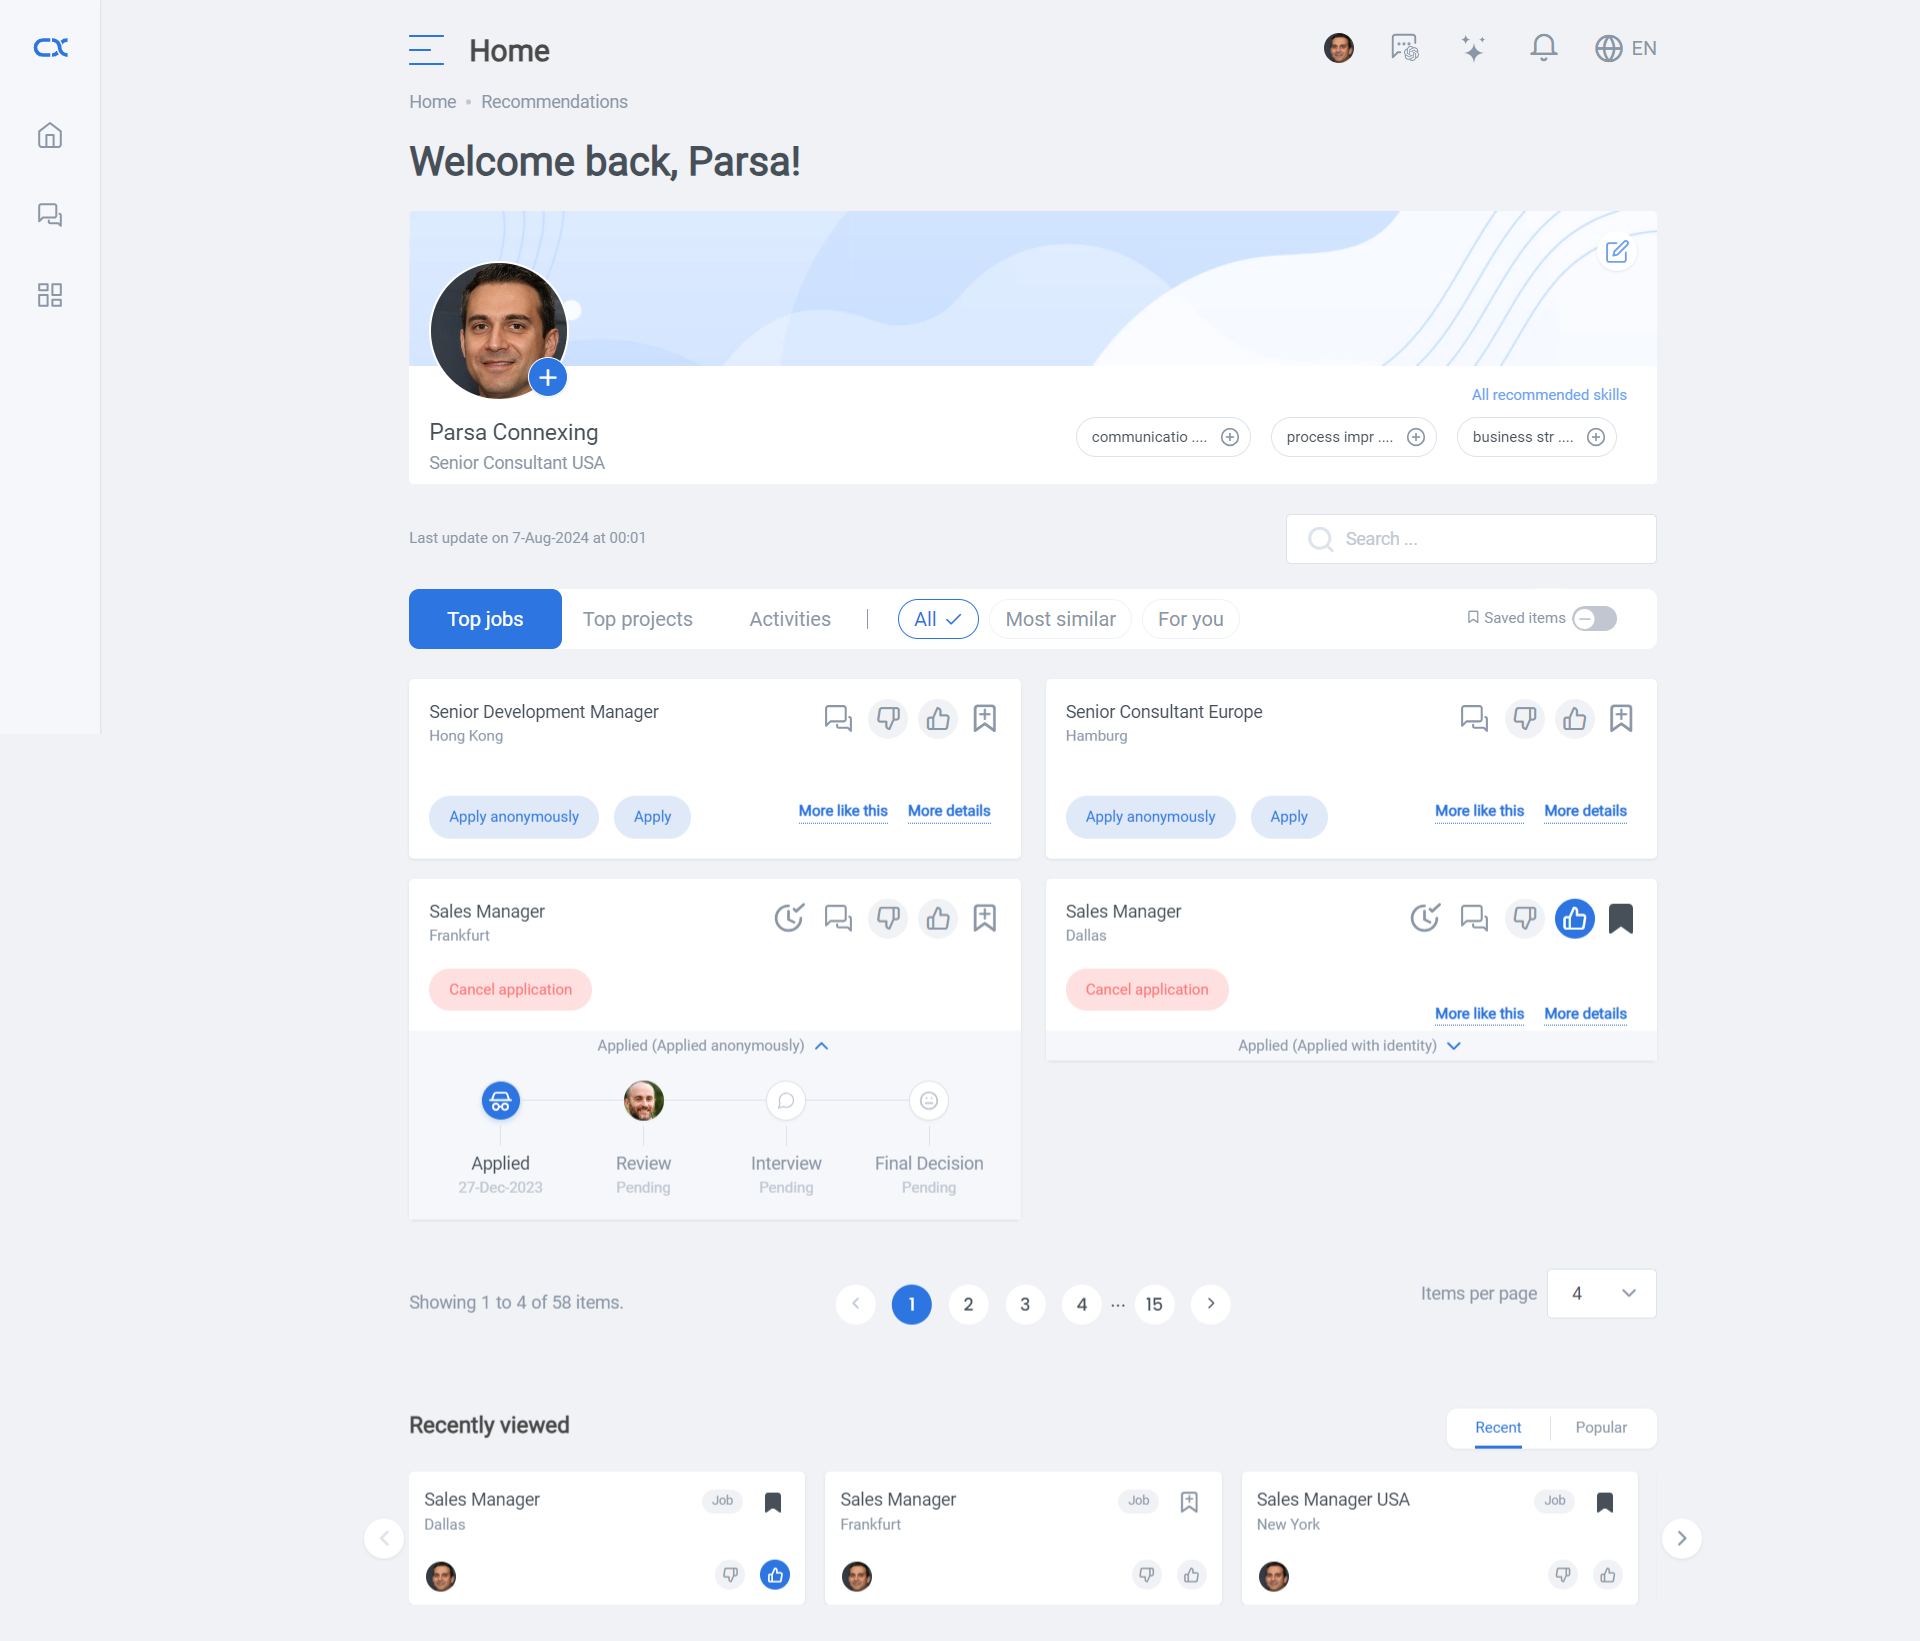 CX
Home
EN
Home • Recommendations
Welcome back, Parsa!
All recommended skills
Parsa Connexing
Senior Consultant USA
communicatio ....
process impr ....
business str ....
Last update on 7-Aug-2024 at 00:01
Search ...
Top jobs
Top projects
Activities
All
Most similar
For you
Saved items
Senior Development Manager
Hong Kong
Apply anonymously
Apply
More like this
More details
Senior Consultant Europe
Hamburg
Apply anonymously
Apply
More like this
More details
Sales Manager
Frankfurt
Cancel application
Applied (Applied anonymously)
Applied
27-Dec-2023
Review
Pending
Interview
Pending
Final Decision
Pending
Sales Manager
Dallas
Cancel application
More like this
More details
Applied (Applied with identity)
Showing 1 to 4 of 58 items.
1 2 3 4 ... 15
Items per page 4
Recently viewed
Recent
Popular
Sales Manager
Job
Dallas
Sales Manager
Job
Frankfurt
Sales Manager USA
Job
New York